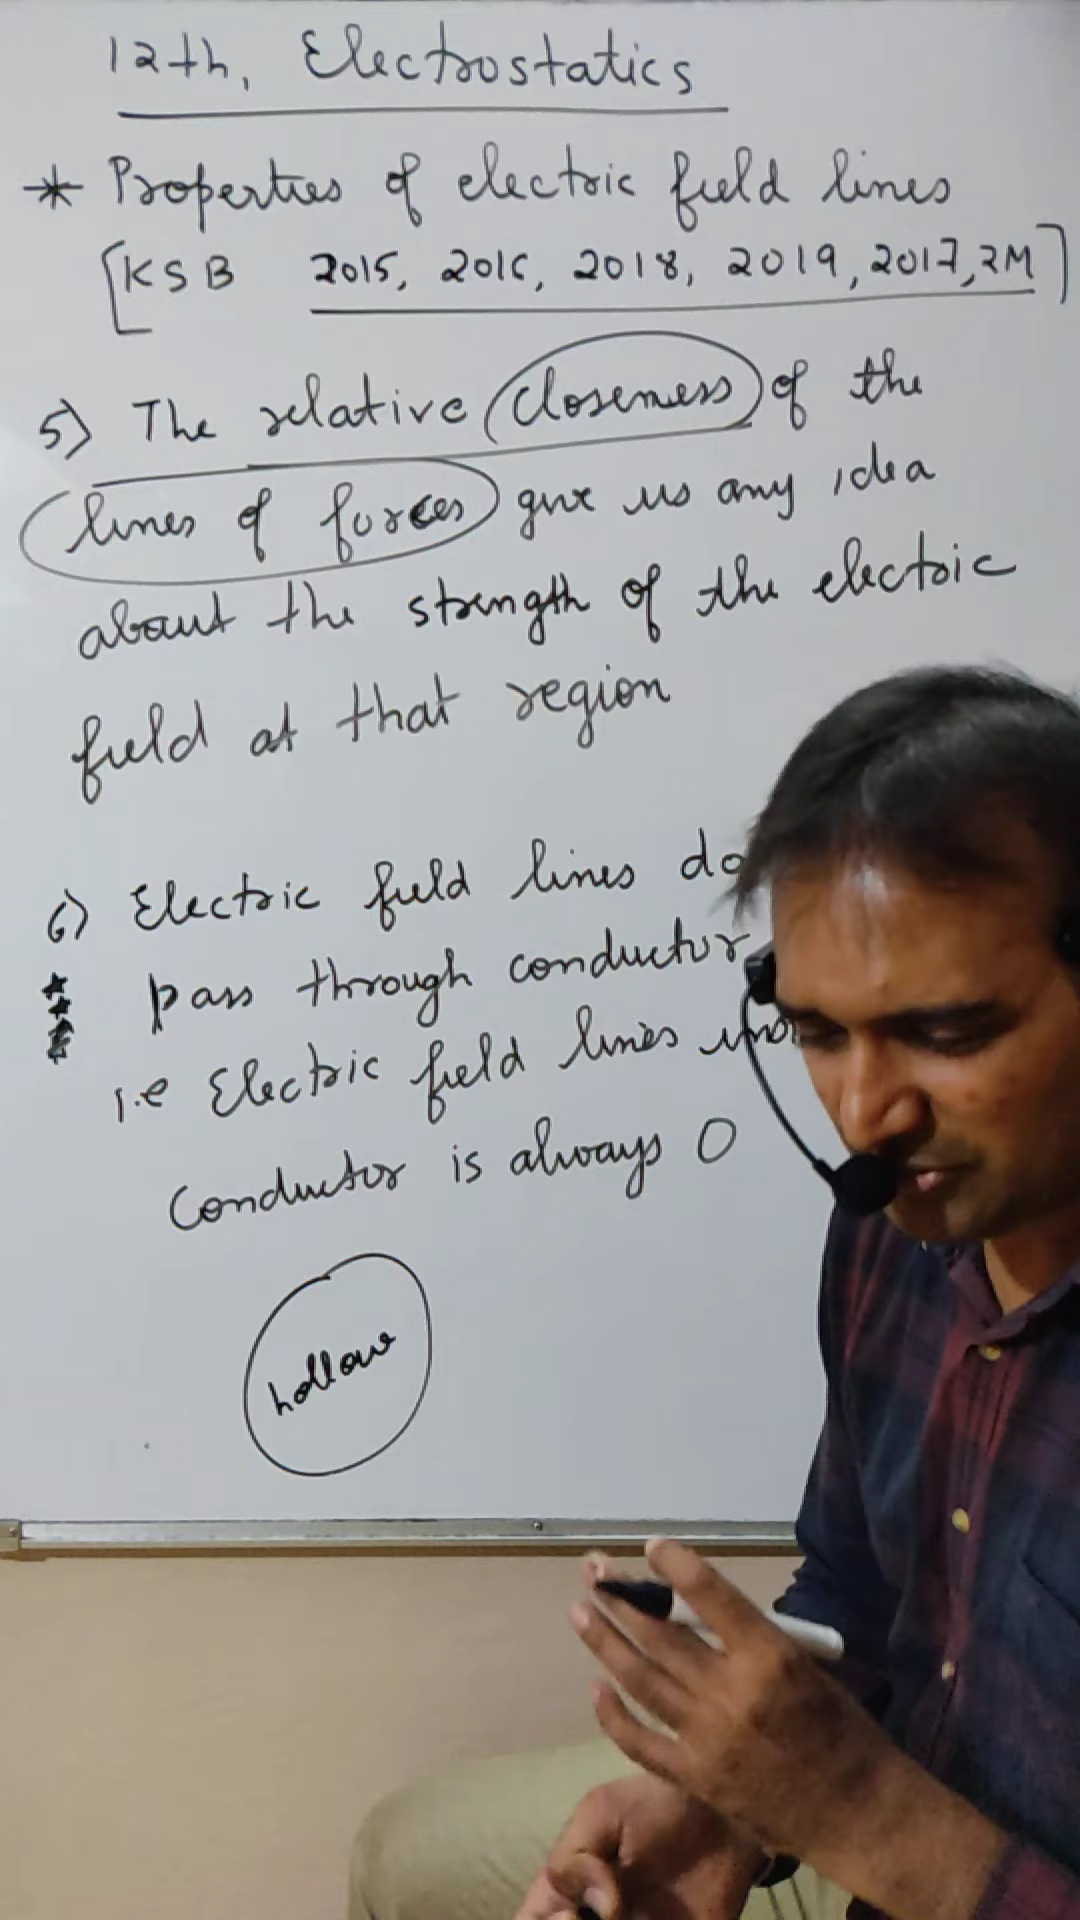 12th, Electrostatics
* Properties of electric field lines
[KSB 2015, 2016, 2018, 2019, 2017, 2M]
5) The relative closeness of the
lines of forces give us any idea
about the strength of the electric
field at that region
6) Electric field lines do
pass through conductor
i.e Electric field lines
Conductor is always 0
hollow